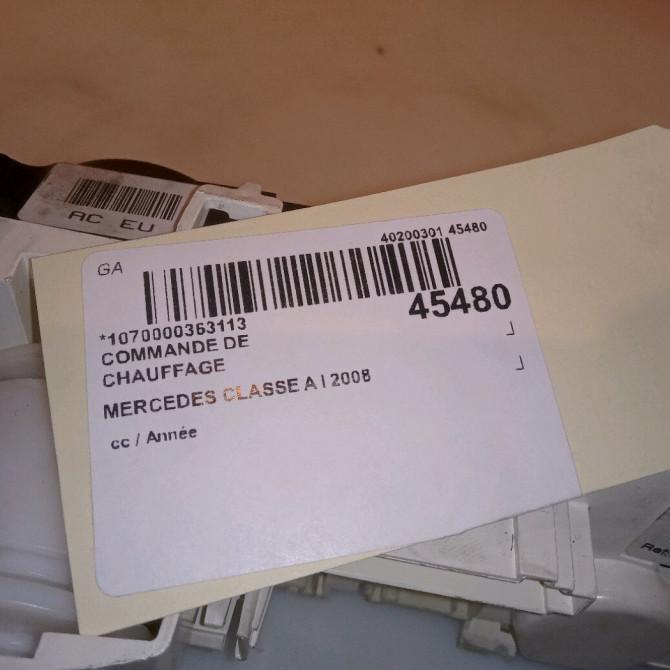 AC EU
GA
40200301 45480
45480
*1070000363113
COMMANDE DE
CHAUFFAGE
MERCEDES CLASSE A I 2008
cc / Année